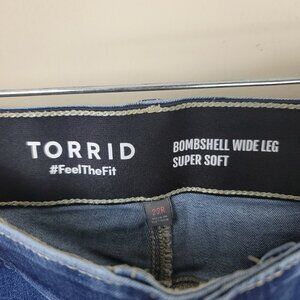 TORRID
#FeelTheFit
BOMBSHELL WIDE LEG
SUPER SOFT